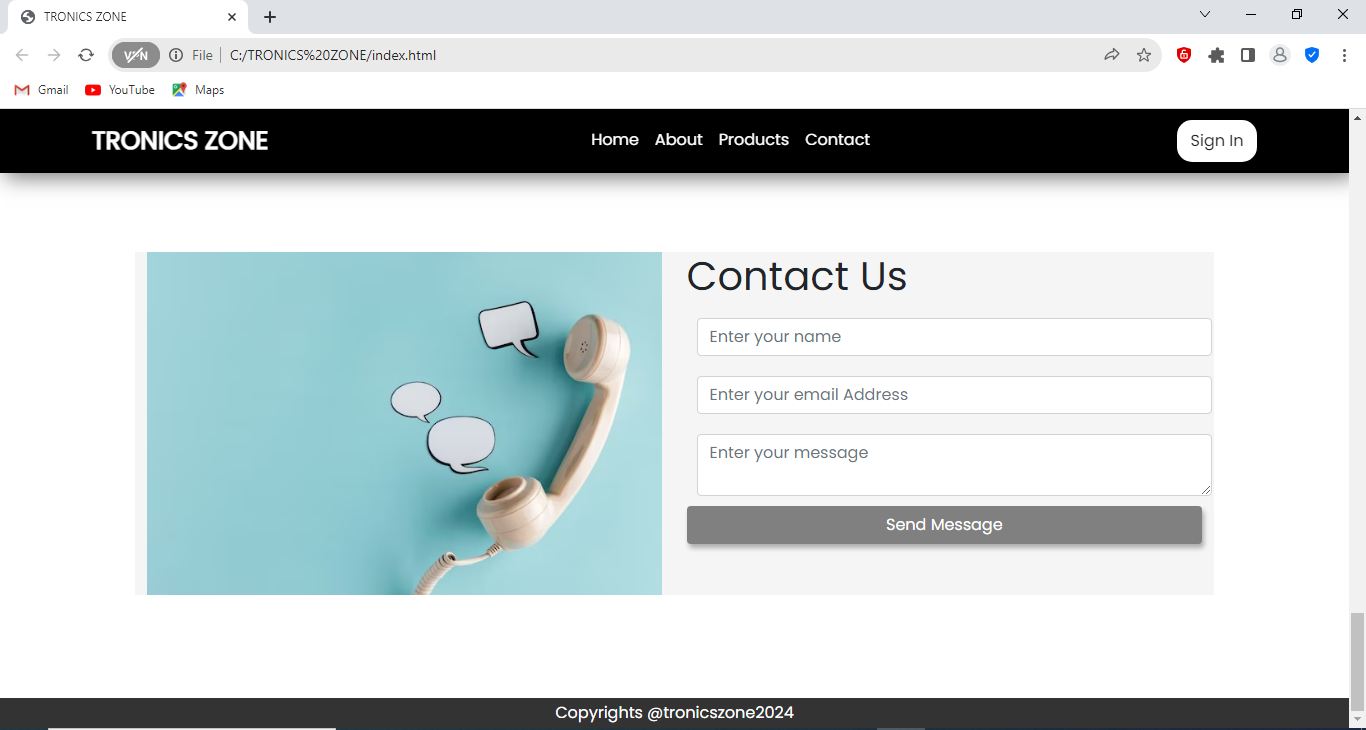 TRONICS ZONE
VPN File C:/TRONICS%20ZONE/index.html
Gmail YouTube Maps
TRONICS ZONE Home About Products Contact Sign In
Contact Us
Enter your name
Enter your email Address
Enter your message
Send Message
Copyrights @tronicszone2024